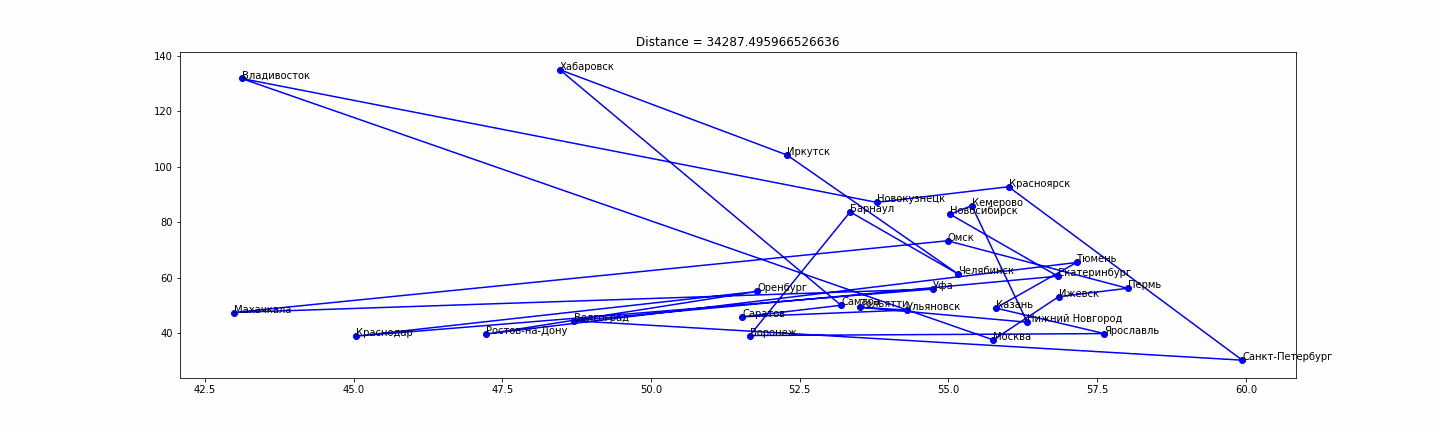 Distance = 34287.495966526636
140
Хабаровск
Владивосток
120
Иркутск
100
Красноярск
Новокузнецк
Кемерово
Барнаул
Новосибирск
80
Омск
Тюмень
Челябинск
Екатеринбург
60
Оренбург
Уфа
Ижевск
Пермь
Самара
Тольятти
Ульяновск
Казань
Махачкала
Саратов
Волгоград
Нижний Новгород
Краснодар
Ростов-на-Дону
Воронеж
Ярославль
40
Москва
Санкт-Петербург
42.5
45.0
47.5
50.0
52.5
55.0
57.5
60.0